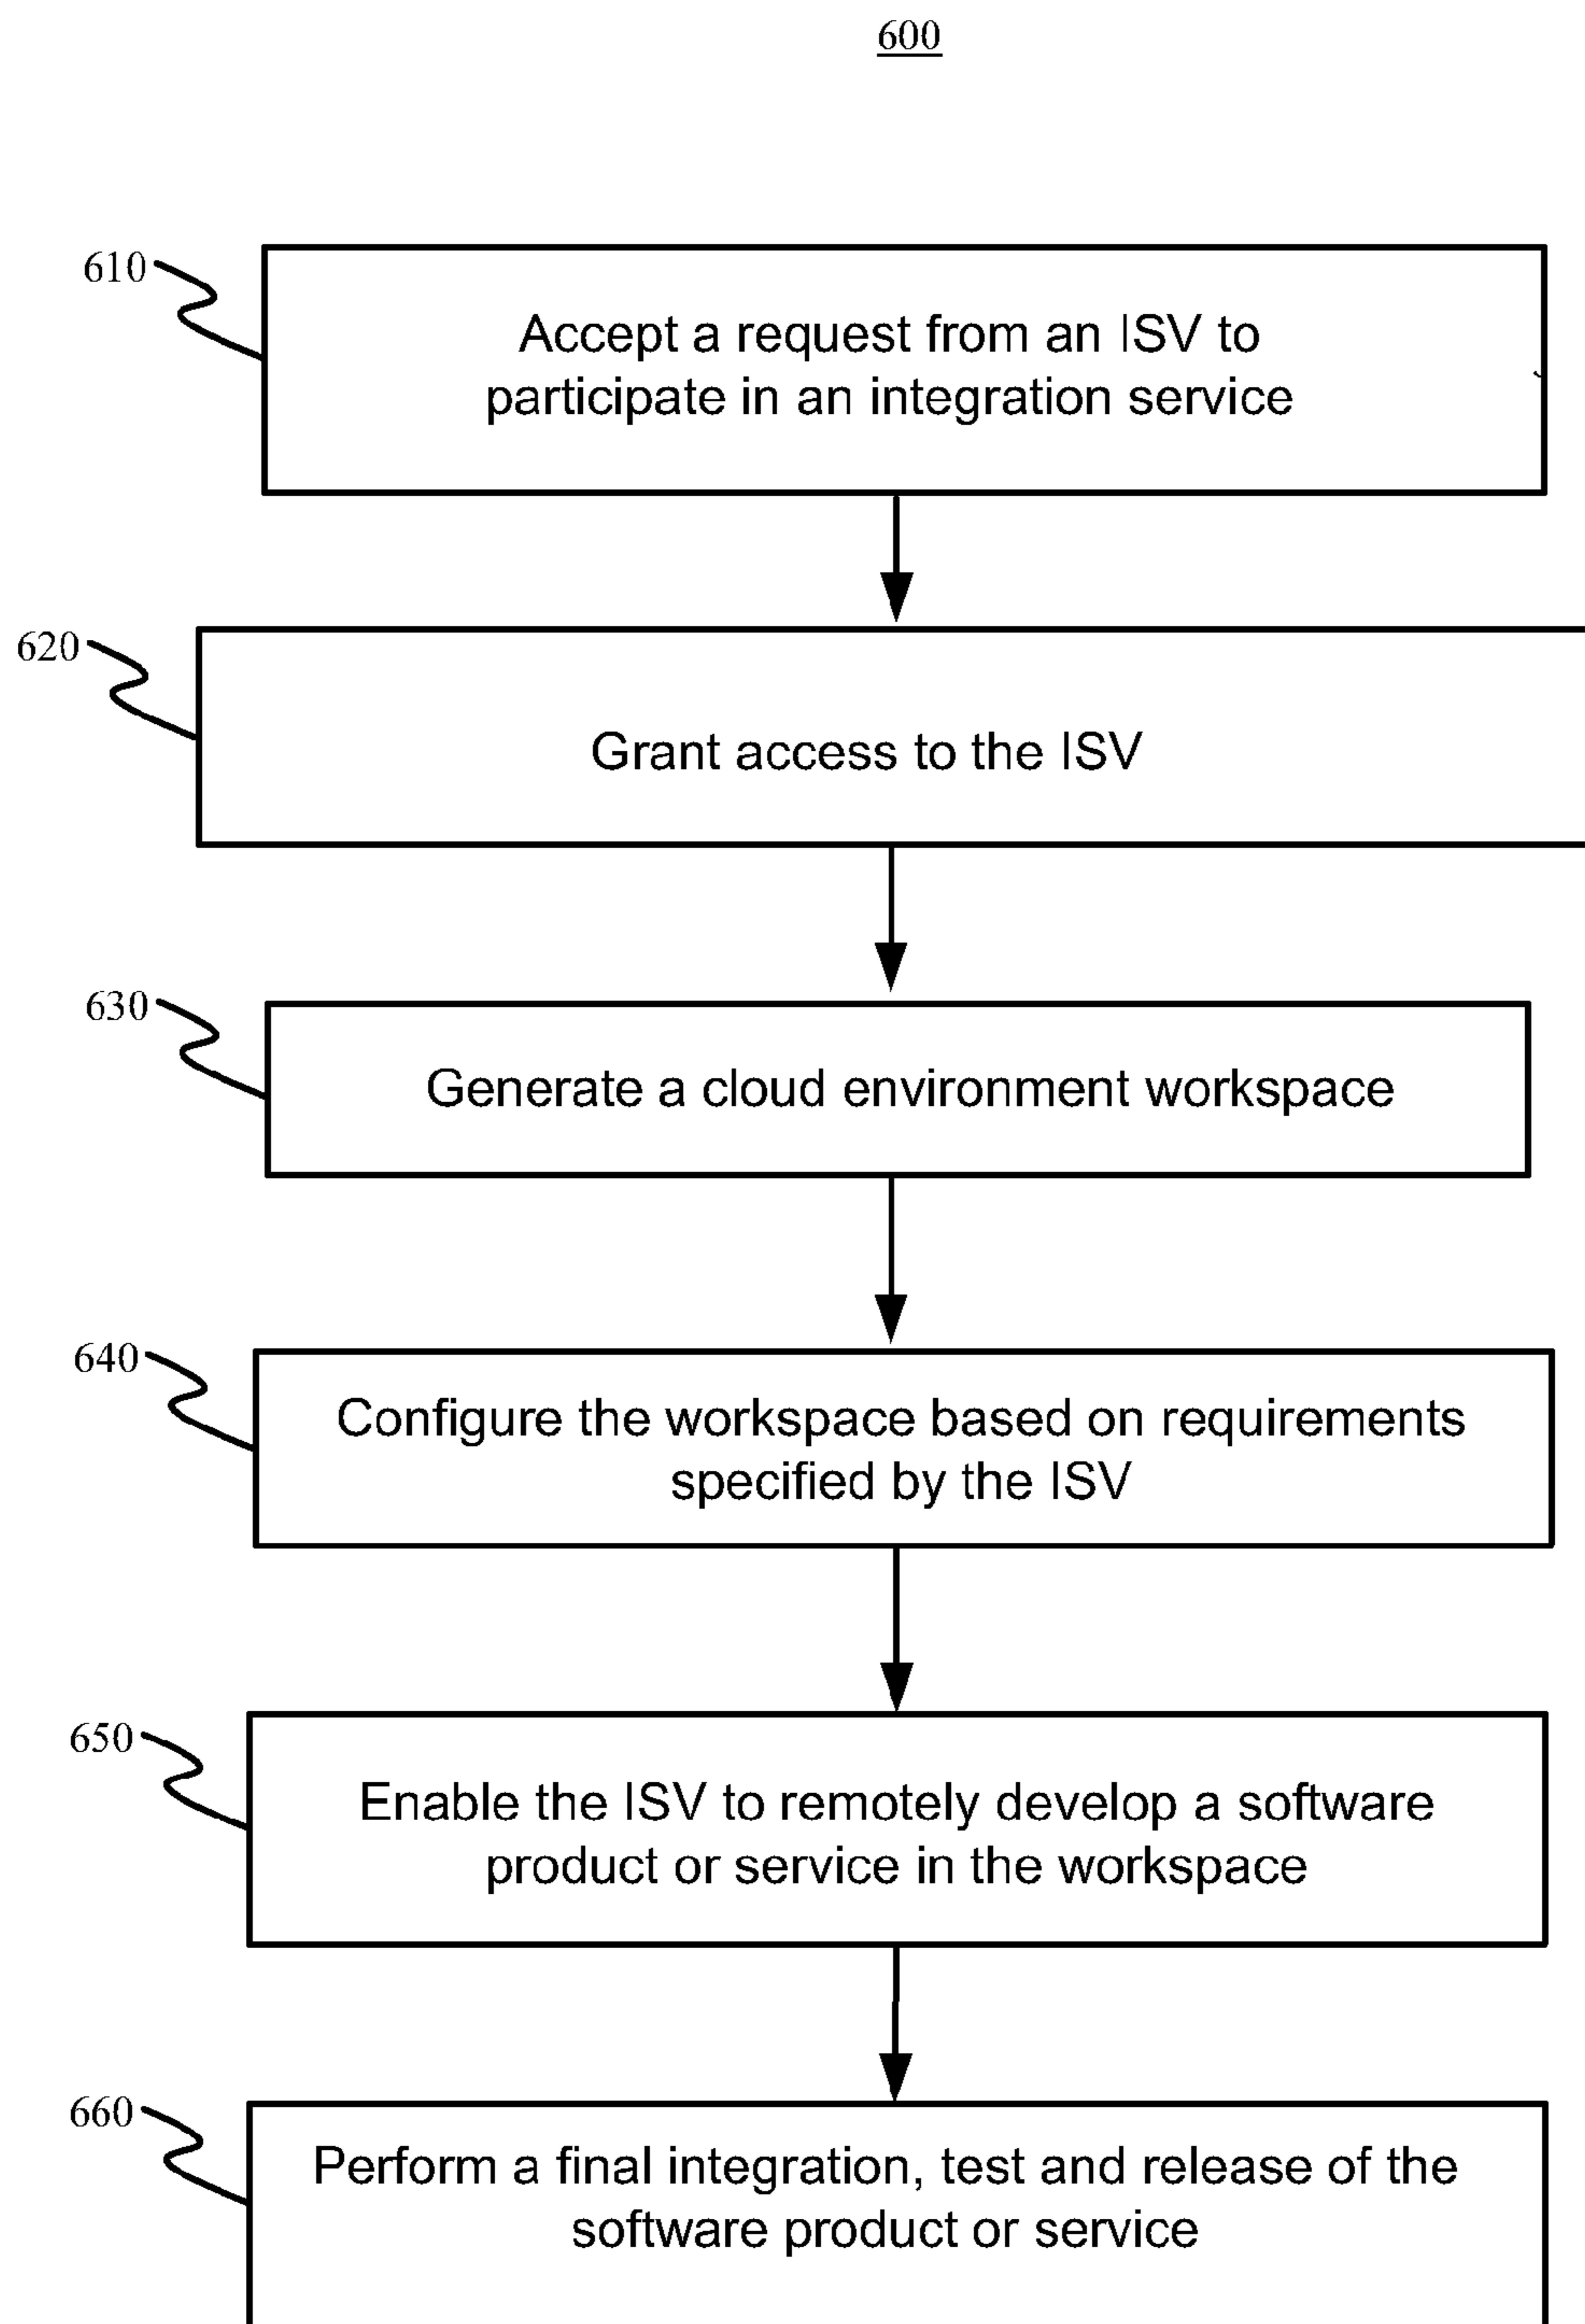 600
610
Accept a request from an ISV to
participate in an integration service
620
Grant access to the ISV
630
Generate a cloud environment workspace
640
Configure the workspace based on requirements
specified by the ISV
650
Enable the ISV to remotely develop a software
product or service in the workspace
660
Perform a final integration, test and release of the
software product or service